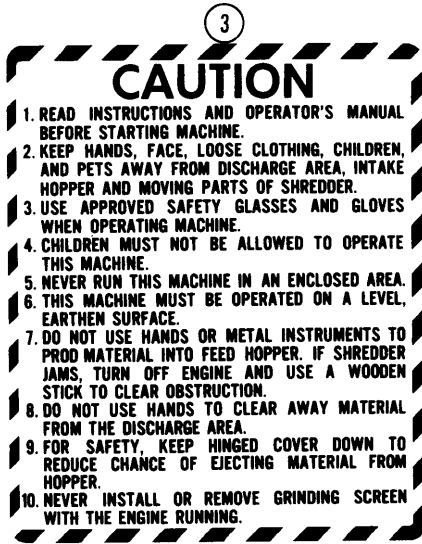 3
CAUTION
1. READ INSTRUCTIONS AND OPERATOR'S MANUAL
BEFORE STARTING MACHINE.
2. KEEP HANDS, FACE, LOOSE CLOTHING, CHILDREN,
AND PETS AWAY FROM DISCHARGE AREA, INTAKE
HOPPER AND MOVING PARTS OF SHREDDER.
3. USE APPROVED SAFETY GLASSES AND GLOVES
WHEN OPERATING MACHINE.
4. CHILDREN MUST NOT BE ALLOWED TO OPERATE
THIS MACHINE.
5. NEVER RUN THIS MACHINE IN AN ENCLOSED AREA.
6. THIS MACHINE MUST BE OPERATED ON A LEVEL,
EARTHEN SURFACE.
7. DO NOT USE HANDS OR METAL INSTRUMENTS TO
PROD MATERIAL INTO FEED HOPPER. IF SHREDDER
JAMS, TURN OFF ENGINE AND USE A WOODEN
STICK TO CLEAR OBSTRUCTION.
8. DO NOT USE HANDS TO CLEAR AWAY MATERIAL
FROM THE DISCHARGE AREA.
9. FOR SAFETY, KEEP HINGED COVER DOWN TO
REDUCE CHANCE OF EJECTING MATERIAL FROM
HOPPER.
10. NEVER INSTALL OR REMOVE GRINDING SCREEN
WITH THE ENGINE RUNNING.